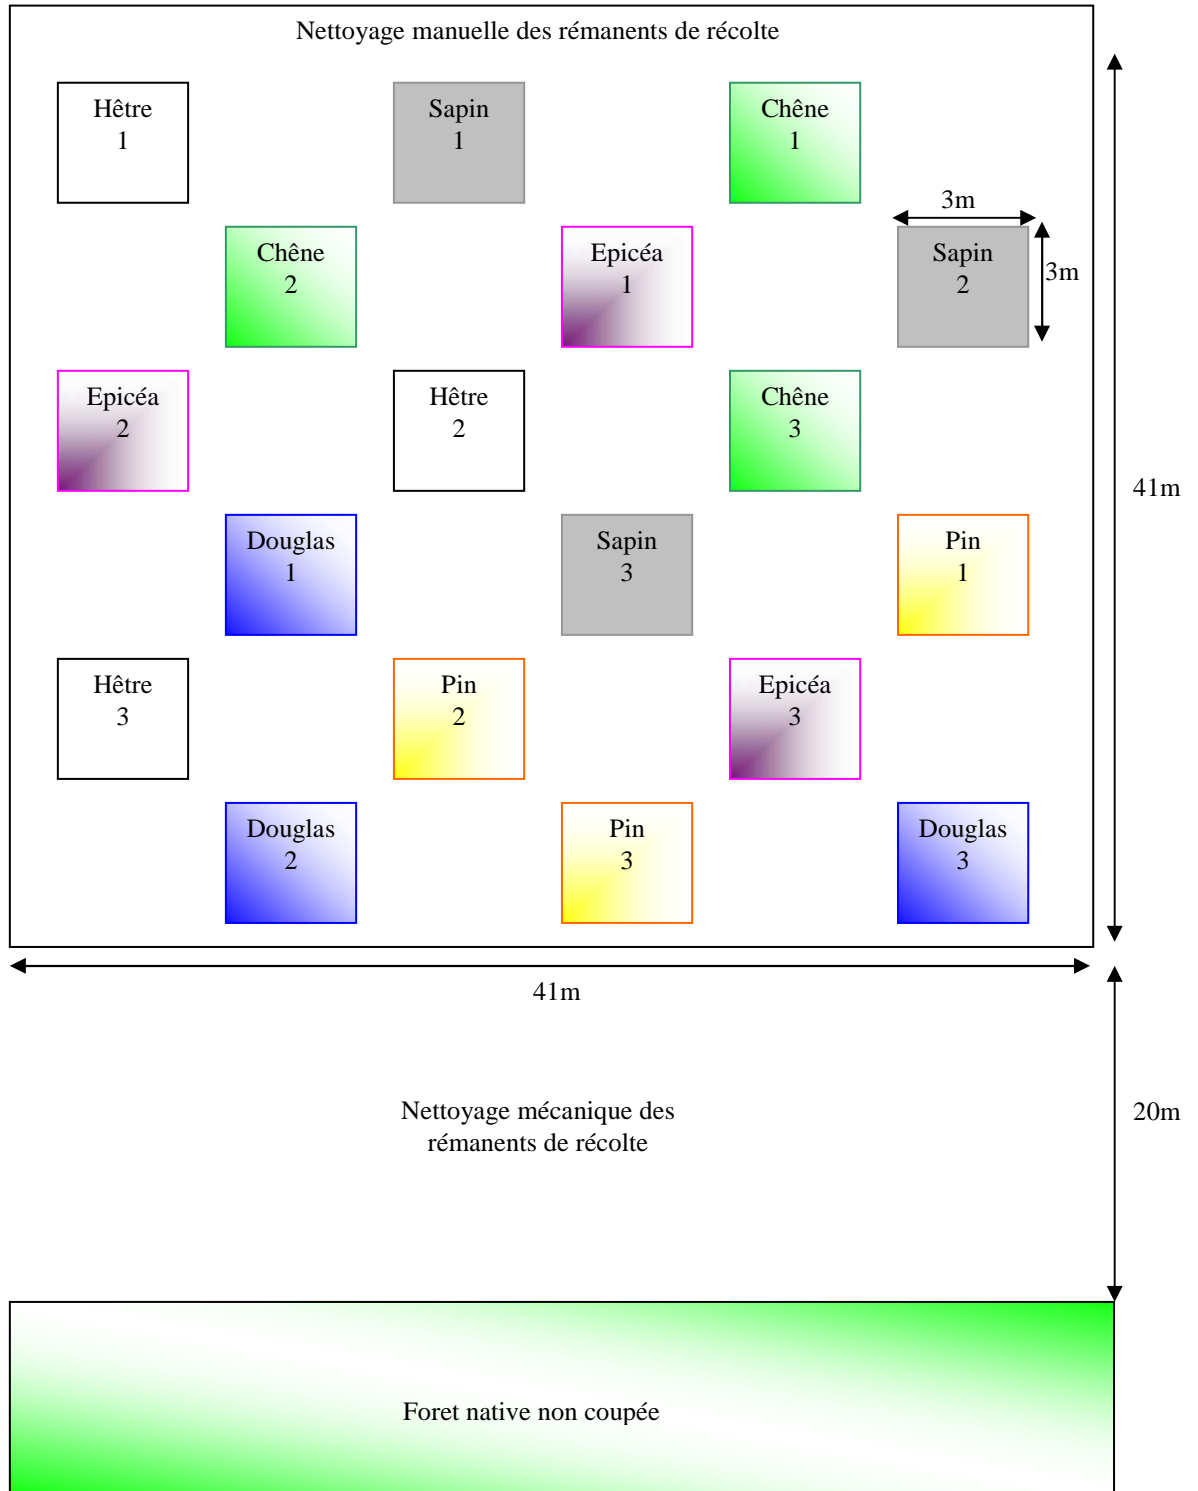 Nettoyage manuelle des rémanents de récolte
Hêtre
1
Sapin
1
Chêne
1
3m
Chêne
2
Epicéa
1
Sapin
2
3m
Epicéa
2
Hêtre
2
Chêne
3
41m
Douglas
1
Sapin
3
Pin
1
Hêtre
3
Pin
2
Epicéa
3
Douglas
2
Pin
3
Douglas
3
41m
Nettoyage mécanique des
rémanents de récolte
20m
Foret native non coupée